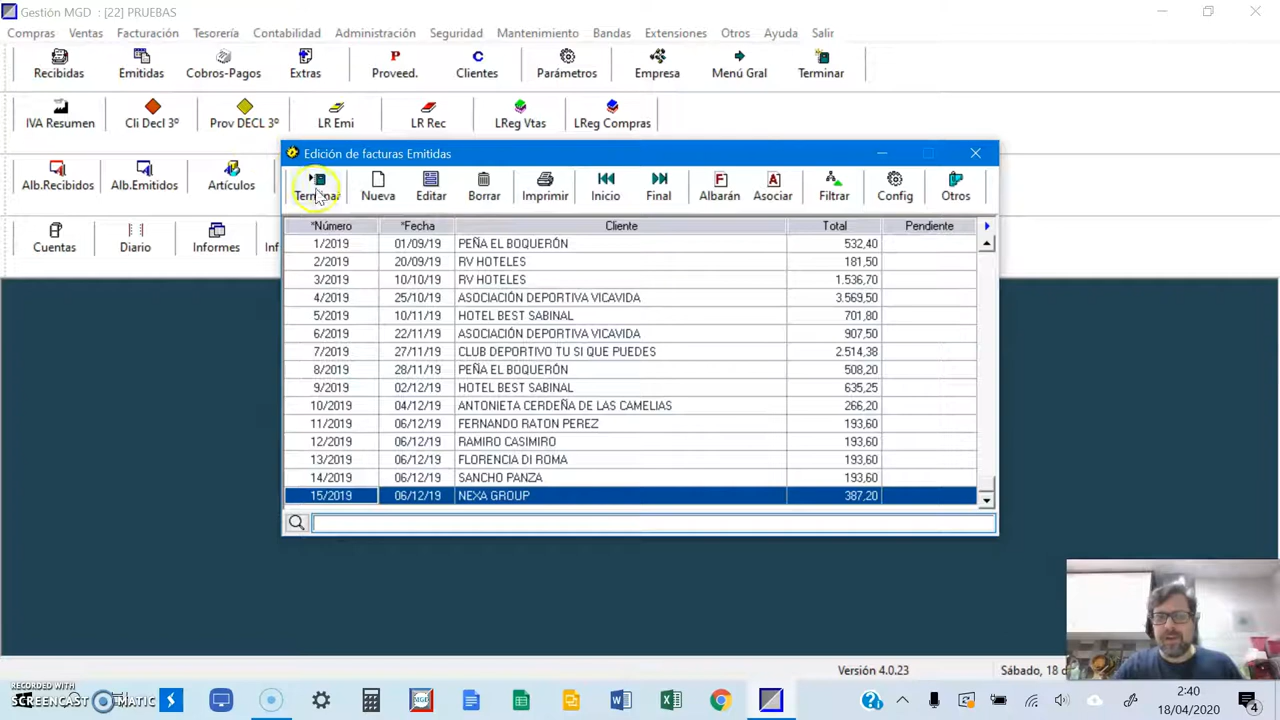 Gestión MGD : [22] PRUEBAS
Compras Ventas Facturación Tesorería Contabilidad Administración Seguridad Mantenimiento Bandas Extensiones Otros Ayuda Salir
Recibidas Emitidas Cobros-Pagos Extras Proveed. Clientes Parámetros Empresa Menú Gral Terminar
IVA Resumen Cli Decl 3º Prov DECL 3º LR Emi LR Rec LReg Vtas LReg Compras
Edición de facturas Emitidas
Alb.Recibidos Alb.Emitidos Artículos
Terminar Nueva Editar Borrar Imprimir Inicio Final Albarán Asociar Filtrar Config Otros
Cuentas Diario Informes Inf
*Número *Fecha Cliente Total Pendiente
1/2019 01/09/19 PEÑA EL BOQUERÓN 532,40
2/2019 20/09/19 RV HOTELES 181,50
3/2019 10/10/19 RV HOTELES 1.536,70
4/2019 25/10/19 ASOCIACIÓN DEPORTIVA VICAVIDA 3.569,50
5/2019 10/11/19 HOTEL BEST SABINAL 701,80
6/2019 22/11/19 ASOCIACIÓN DEPORTIVA VICAVIDA 907,50
7/2019 27/11/19 CLUB DEPORTIVO TU SI QUE PUEDES 2.514,38
8/2019 28/11/19 PEÑA EL BOQUERÓN 508,20
9/2019 02/12/19 HOTEL BEST SABINAL 635,25
10/2019 04/12/19 ANTONIETA CERDEÑA DE LAS CAMELIAS 266,20
11/2019 06/12/19 FERNANDO RATON PEREZ 193,60
12/2019 06/12/19 RAMIRO CASIMIRO 193,60
13/2019 06/12/19 FLORENCIA DI ROMA 193,60
14/2019 06/12/19 SANCHO PANZA 193,60
15/2019 06/12/19 NEXA GROUP 387,20
Versión 4.0.23 Sábado, 18 d
RECORDED WITH
SCREENCAST MATIC
MGD
2:40
18/04/2020
4